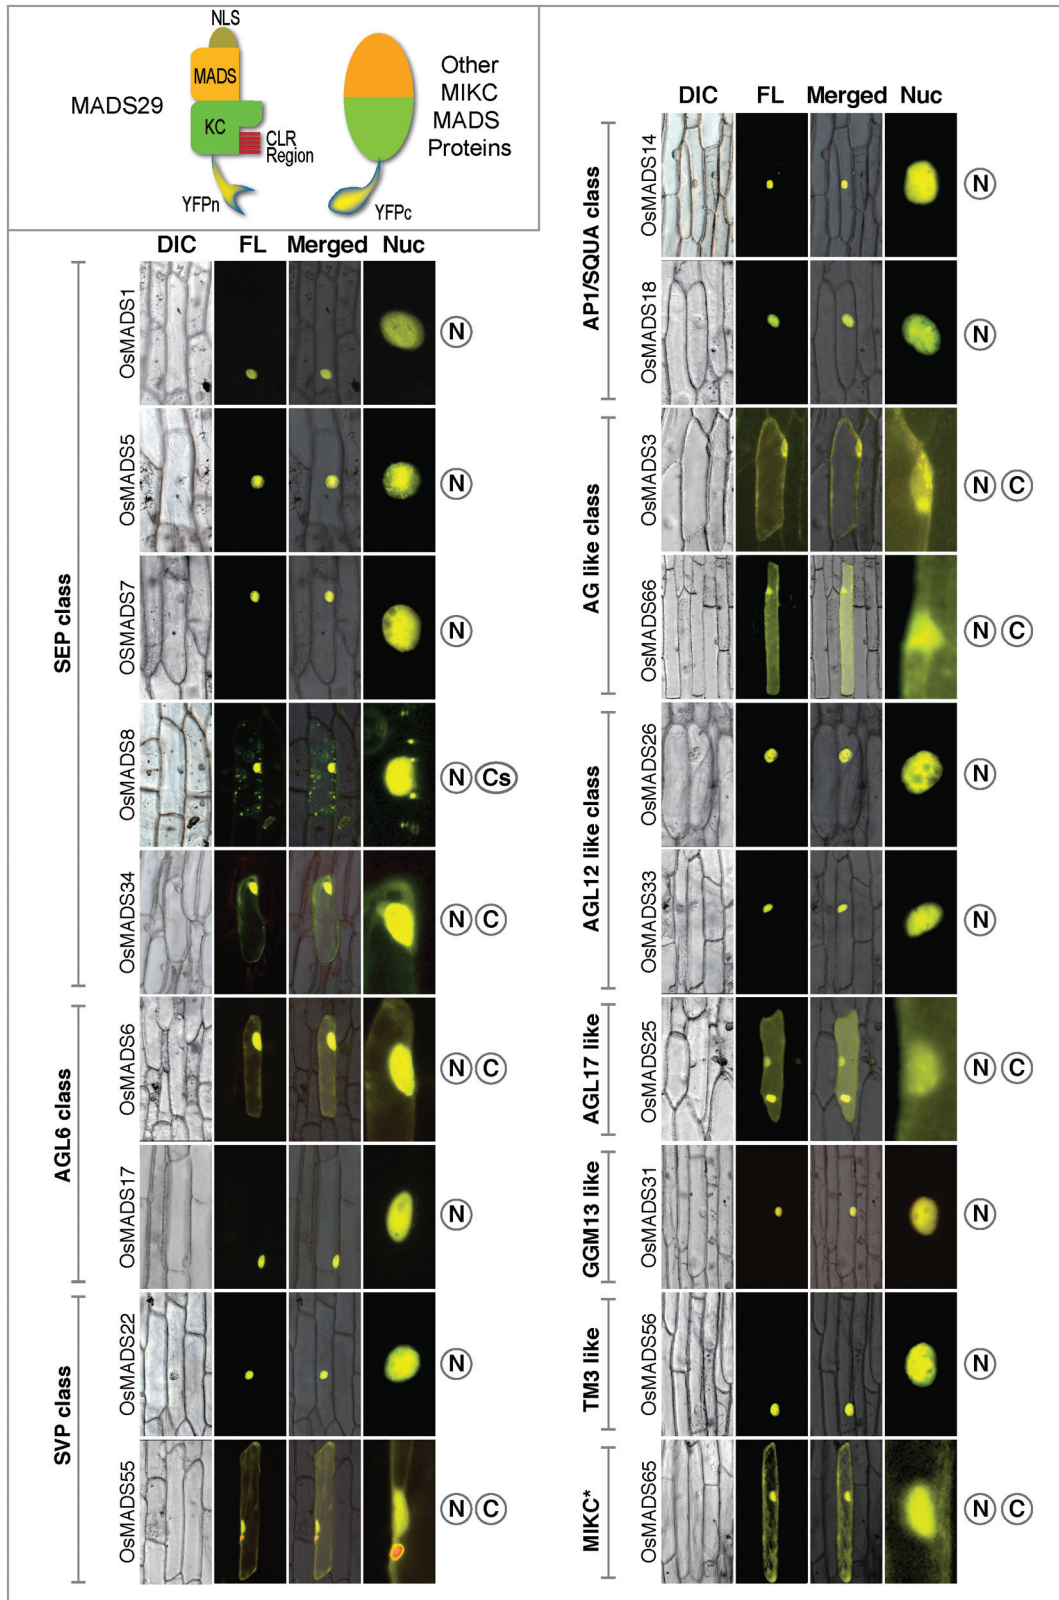 NLS
MADS
MADS29
KC
CLR
Region
YFPn
Other
MIKC
MADS
Proteins
YFPc
DIC FL Merged Nuc
SEP class
OsMADS1
N
OsMADS5
N
OSMADS7
N
OsMADS8
N Cs
OsMADS34
N C
AGL6 class
OsMADS6
N C
OsMADS17
N
SVP class
OsMADS22
N
OsMADS55
N C
DIC FL Merged Nuc
AP1/SQUA class
OsMADS14
N
OsMADS18
N
AG like class
OsMADS3
N C
OsMADS66
N C
AGL12 like class
OsMADS26
N
OsMADS33
N
AGL17 like
OsMADS25
N C
GGM13 like
OsMADS31
N
TM3 like
OsMADS56
N
MIKC*
OsMADS65
N C